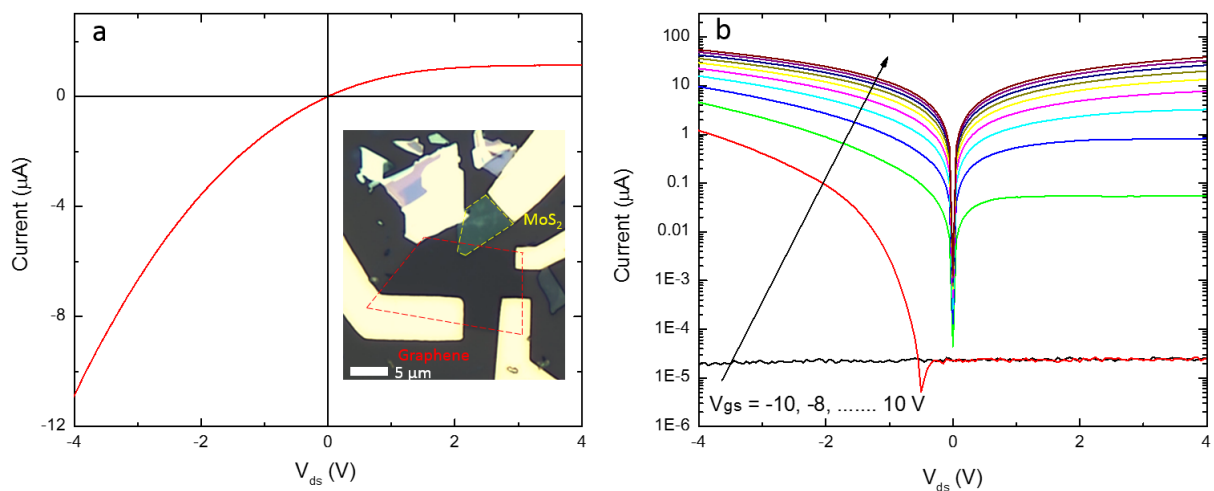 a
Current (μA)
0
-4
-8
-12
-4
-2
0
2
4
V_ds (V)
MoS₂
Graphene
5 μm
b
Current (μA)
100
10
1
0.1
0.01
1E-3
1E-4
1E-5
1E-6
-4
-2
0
2
4
V_ds (V)
Vgs = -10, -8, ....... 10 V